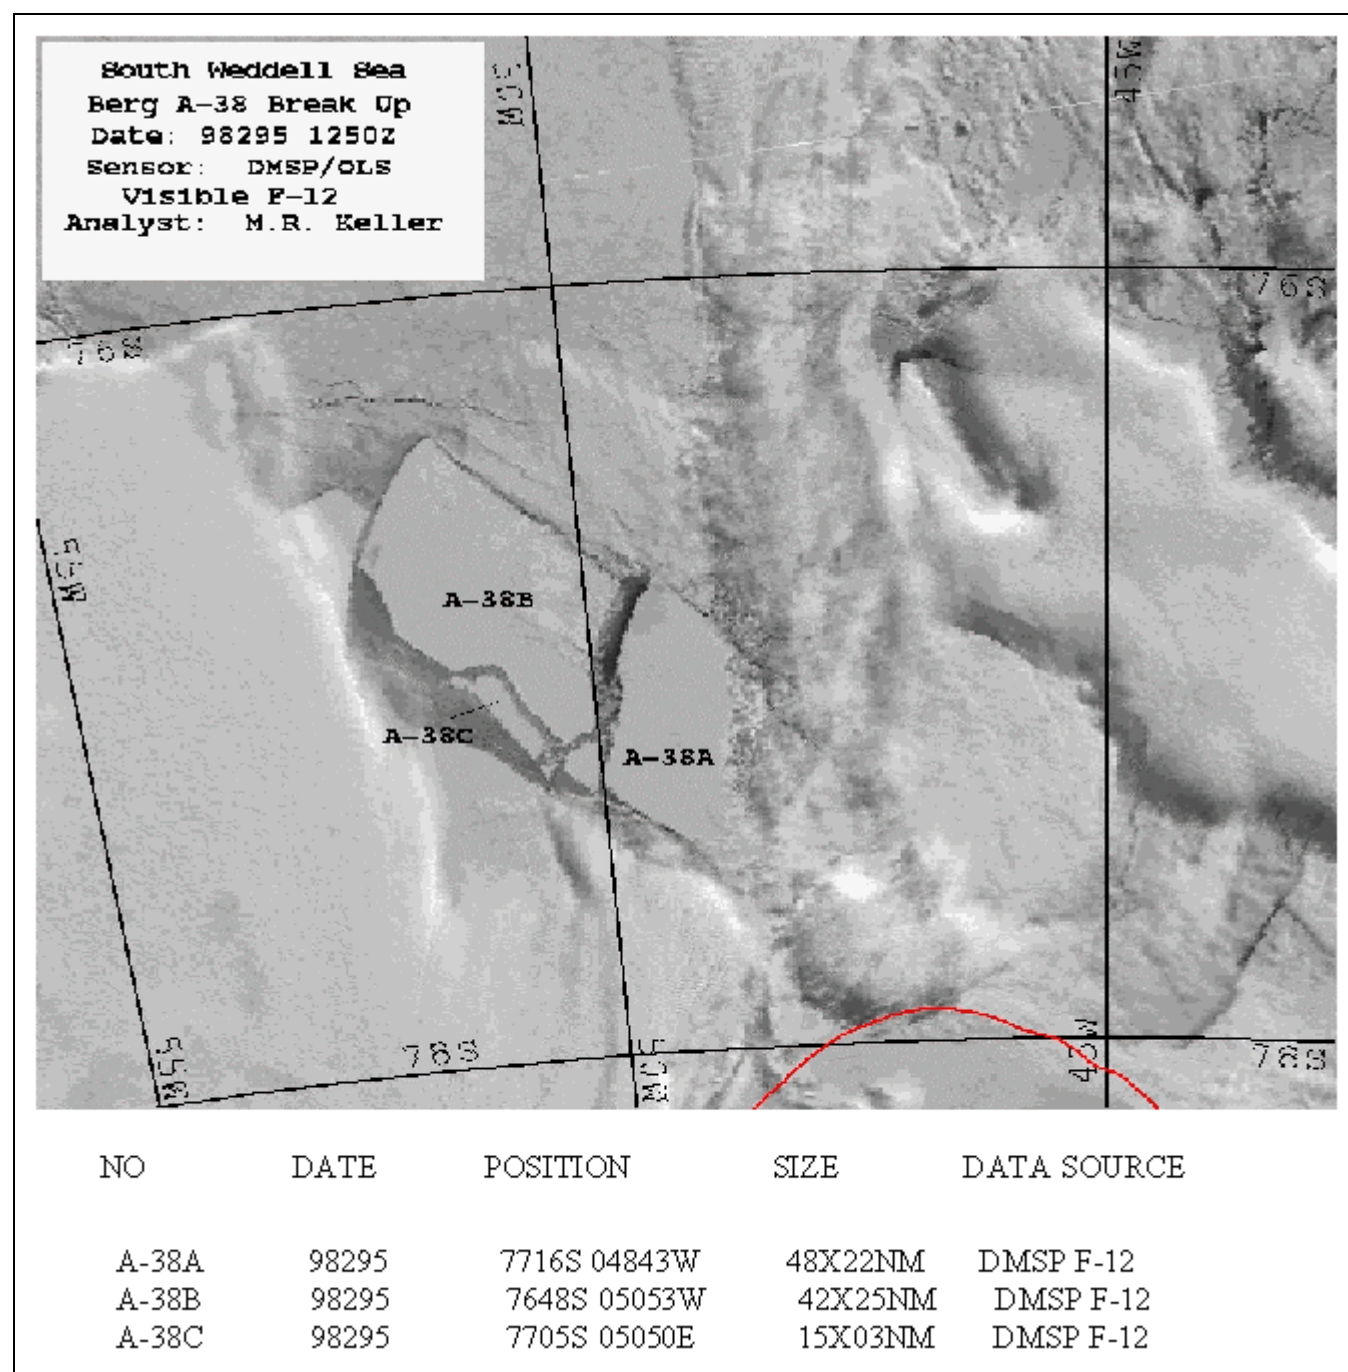 South Weddell Sea
Berg A-38 Break Up
Date: 98295 1250Z
Sensor: DMSP/OLS
Visible F-12
Analyst: M.R. Keller
50W
45W
76S
76S
55W
A-38B
A-38C
A-38A
78S
55W
50W
45W
78S
NO DATE POSITION SIZE DATA SOURCE
A-38A 98295 7716S 04843W 48X22NM DMSP F-12
A-38B 98295 7648S 05053W 42X25NM DMSP F-12
A-38C 98295 7705S 05050E 15X03NM DMSP F-12